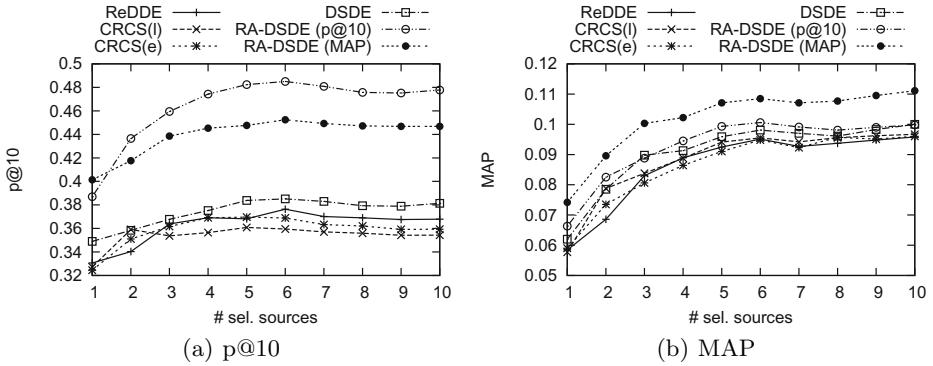 ReDDE
CRCS(l)
CRCS(e)
DSDE
RA-DSDE (p@10)
RA-DSDE (MAP)
0.5
0.48
0.46
0.44
0.42
0.4
0.38
0.36
0.34
0.32
p@10
1 2 3 4 5 6 7 8 9 10
# sel. sources
(a) p@10
ReDDE
CRCS(l)
CRCS(e)
DSDE
RA-DSDE (p@10)
RA-DSDE (MAP)
0.12
0.11
0.1
0.09
0.08
0.07
0.06
0.05
MAP
1 2 3 4 5 6 7 8 9 10
# sel. sources
(b) MAP